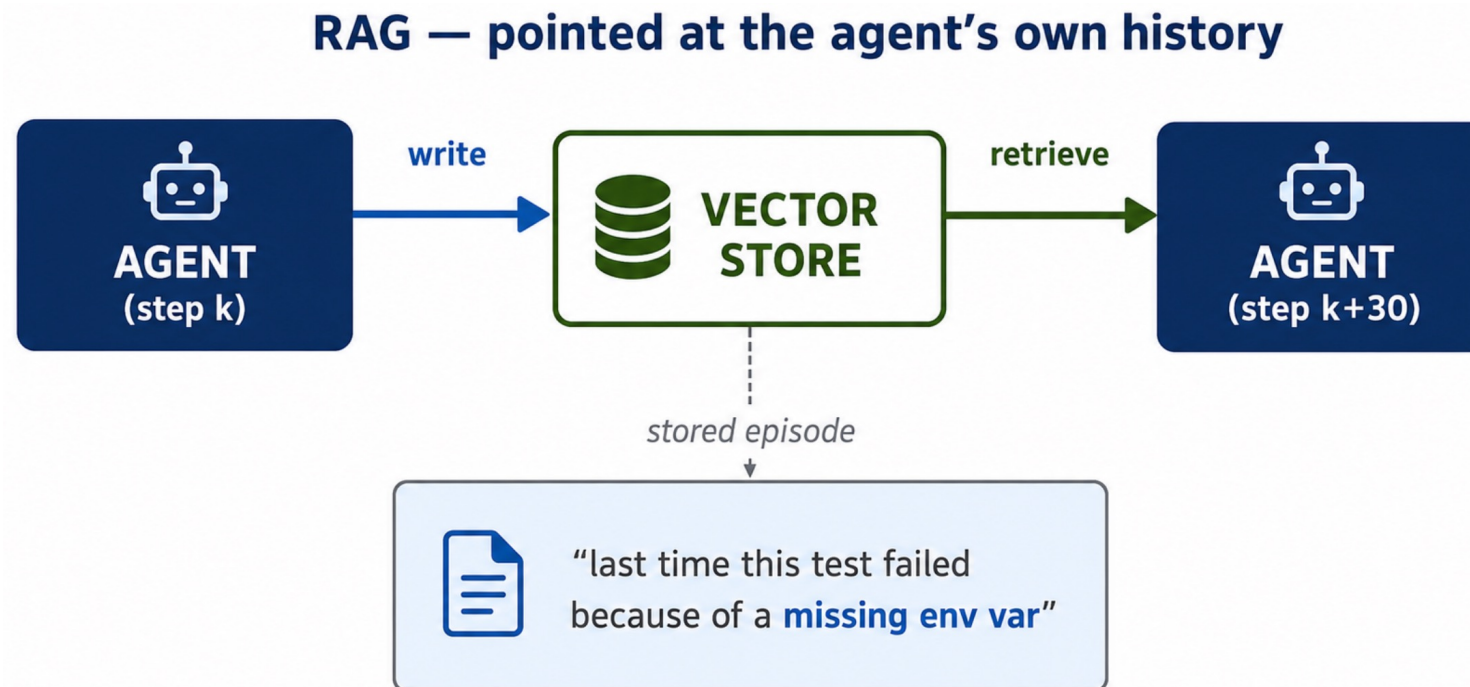 RAG — pointed at the agent’s own history
write
retrieve
AGENT
(step k)
VECTOR
STORE
AGENT
(step k+30)
stored episode
“last time this test failed
because of a missing env var”